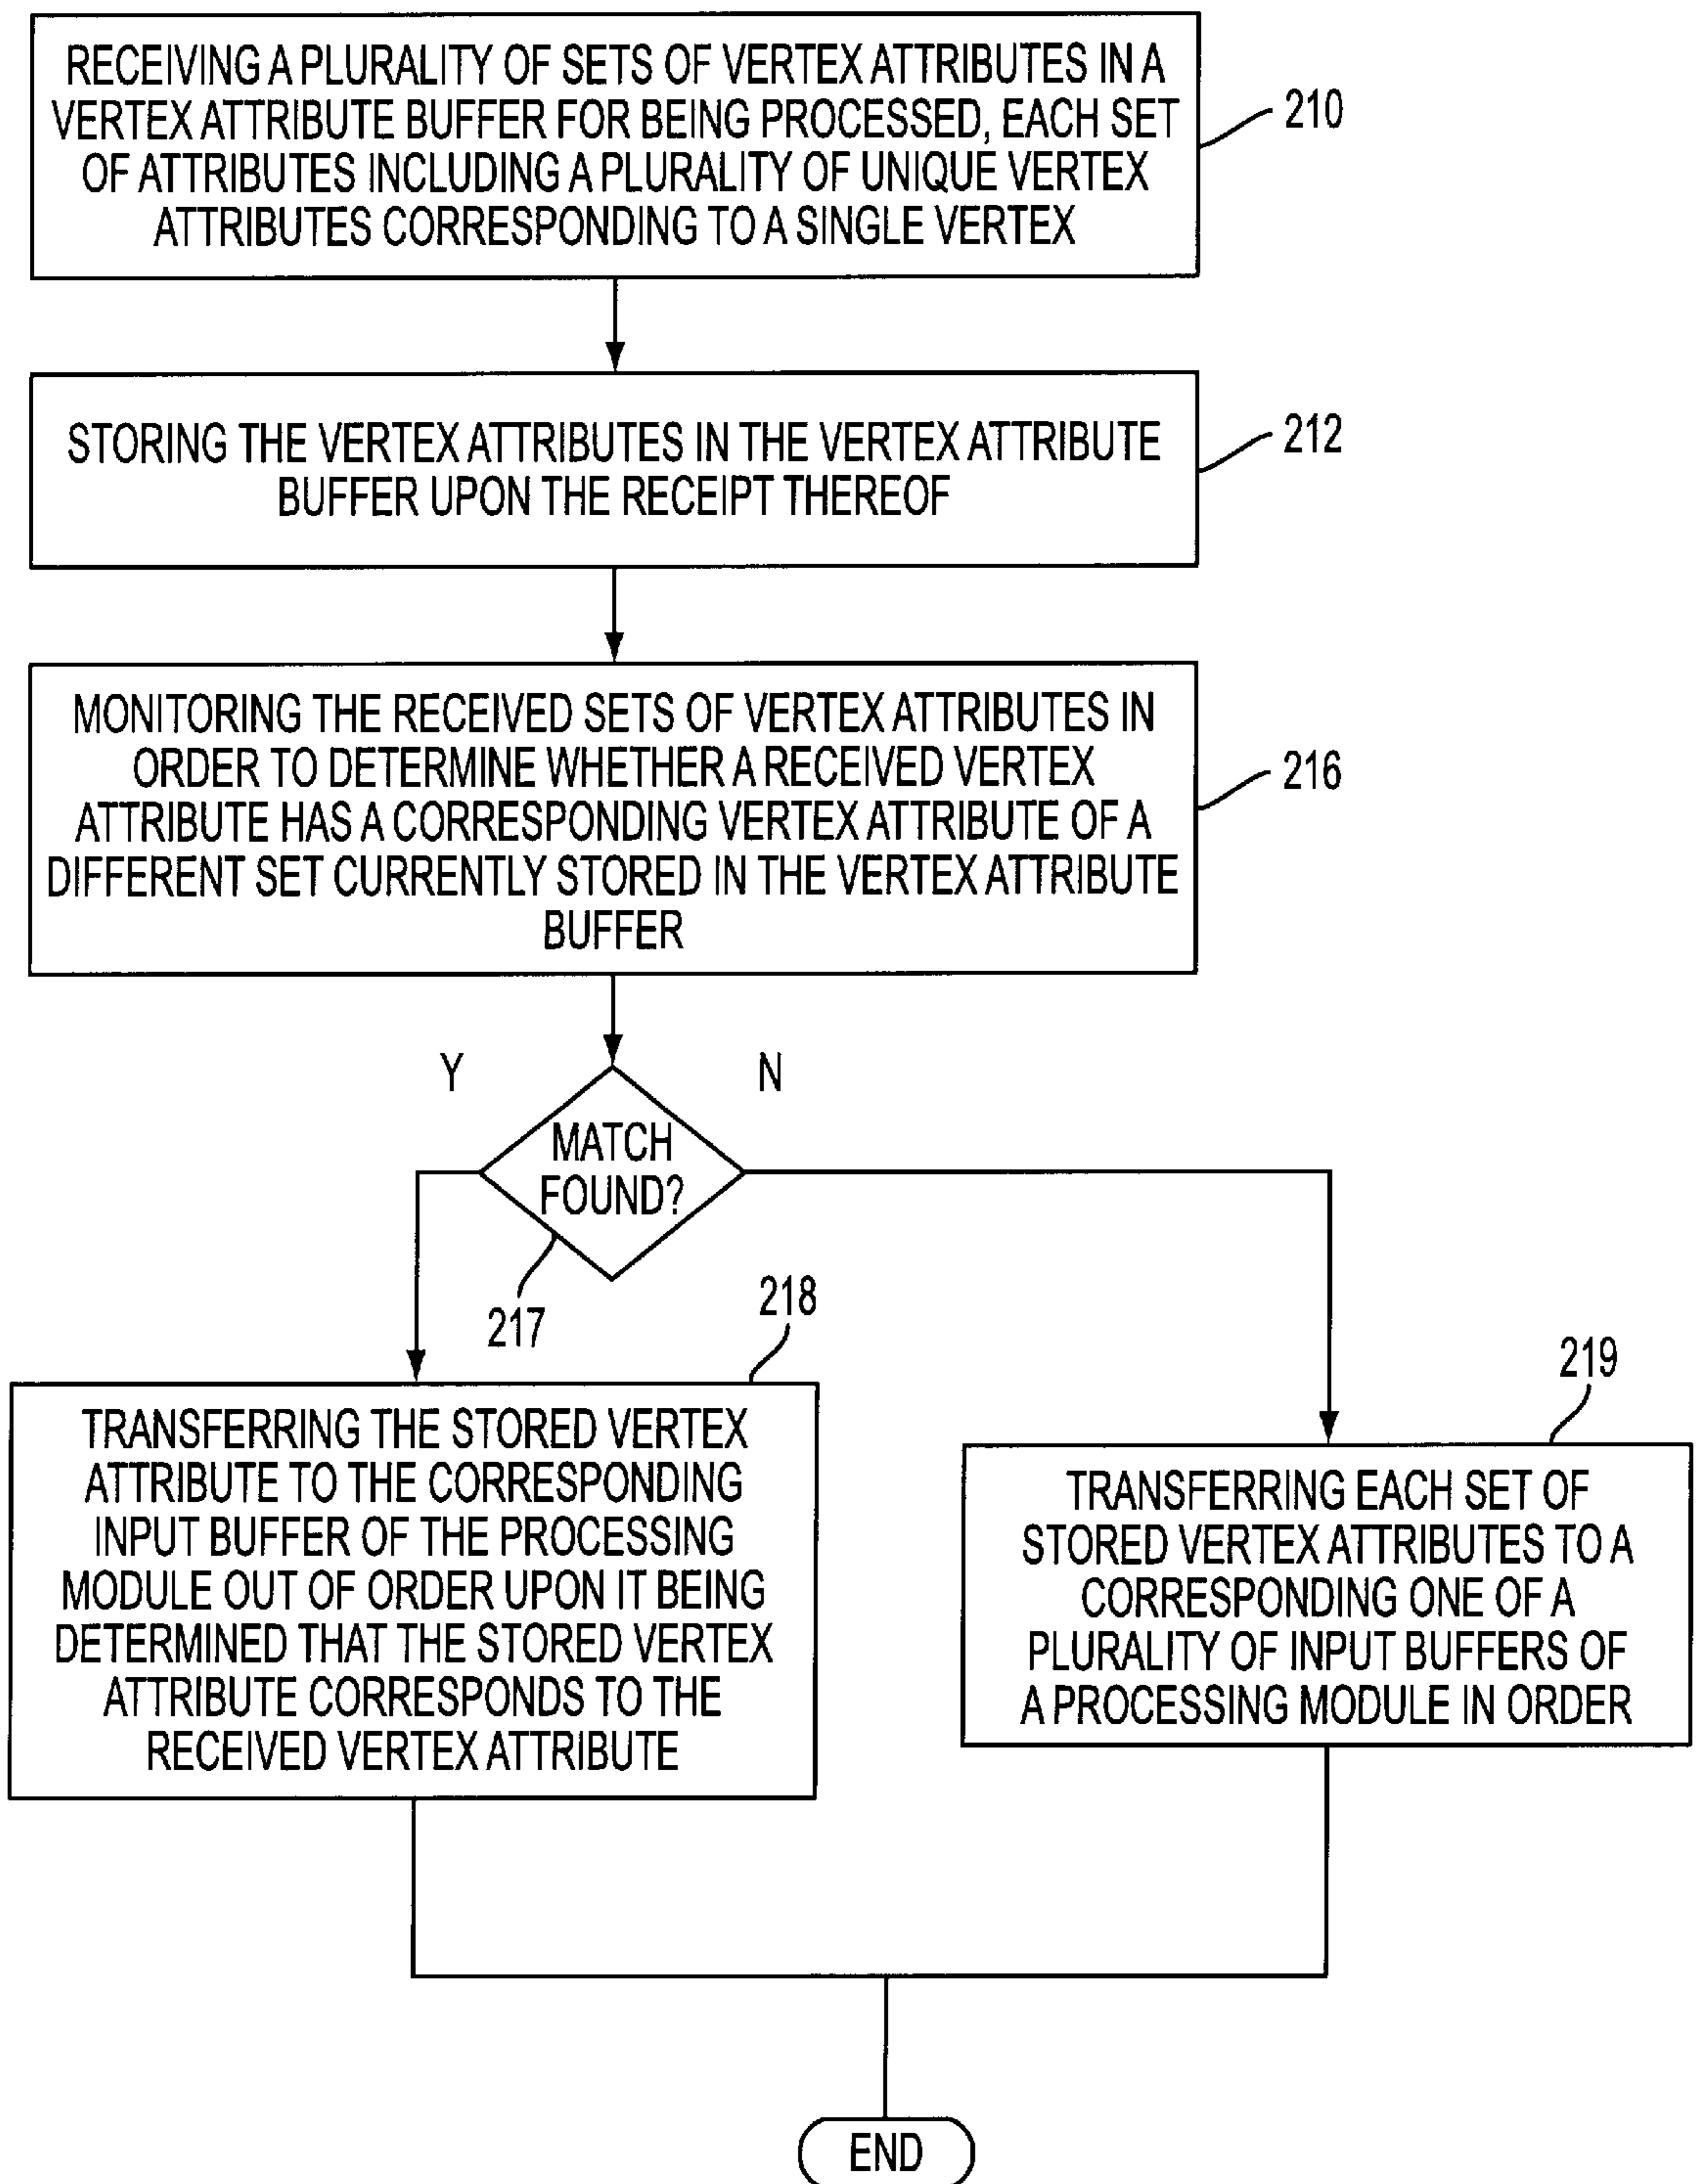 RECEIVING A PLURALITY OF SETS OF VERTEX ATTRIBUTES IN A
VERTEX ATTRIBUTE BUFFER FOR BEING PROCESSED, EACH SET
OF ATTRIBUTES INCLUDING A PLURALITY OF UNIQUE VERTEX
ATTRIBUTES CORRESPONDING TO A SINGLE VERTEX
210
STORING THE VERTEX ATTRIBUTES IN THE VERTEX ATTRIBUTE
BUFFER UPON THE RECEIPT THEREOF
212
MONITORING THE RECEIVED SETS OF VERTEX ATTRIBUTES IN
ORDER TO DETERMINE WHETHER A RECEIVED VERTEX
ATTRIBUTE HAS A CORRESPONDING VERTEX ATTRIBUTE OF A
DIFFERENT SET CURRENTLY STORED IN THE VERTEX ATTRIBUTE
BUFFER
216
Y
N
MATCH
FOUND?
217
218
TRANSFERRING THE STORED VERTEX
ATTRIBUTE TO THE CORRESPONDING
INPUT BUFFER OF THE PROCESSING
MODULE OUT OF ORDER UPON IT BEING
DETERMINED THAT THE STORED VERTEX
ATTRIBUTE CORRESPONDS TO THE
RECEIVED VERTEX ATTRIBUTE
219
TRANSFERRING EACH SET OF
STORED VERTEX ATTRIBUTES TO A
CORRESPONDING ONE OF A
PLURALITY OF INPUT BUFFERS OF
A PROCESSING MODULE IN ORDER
END